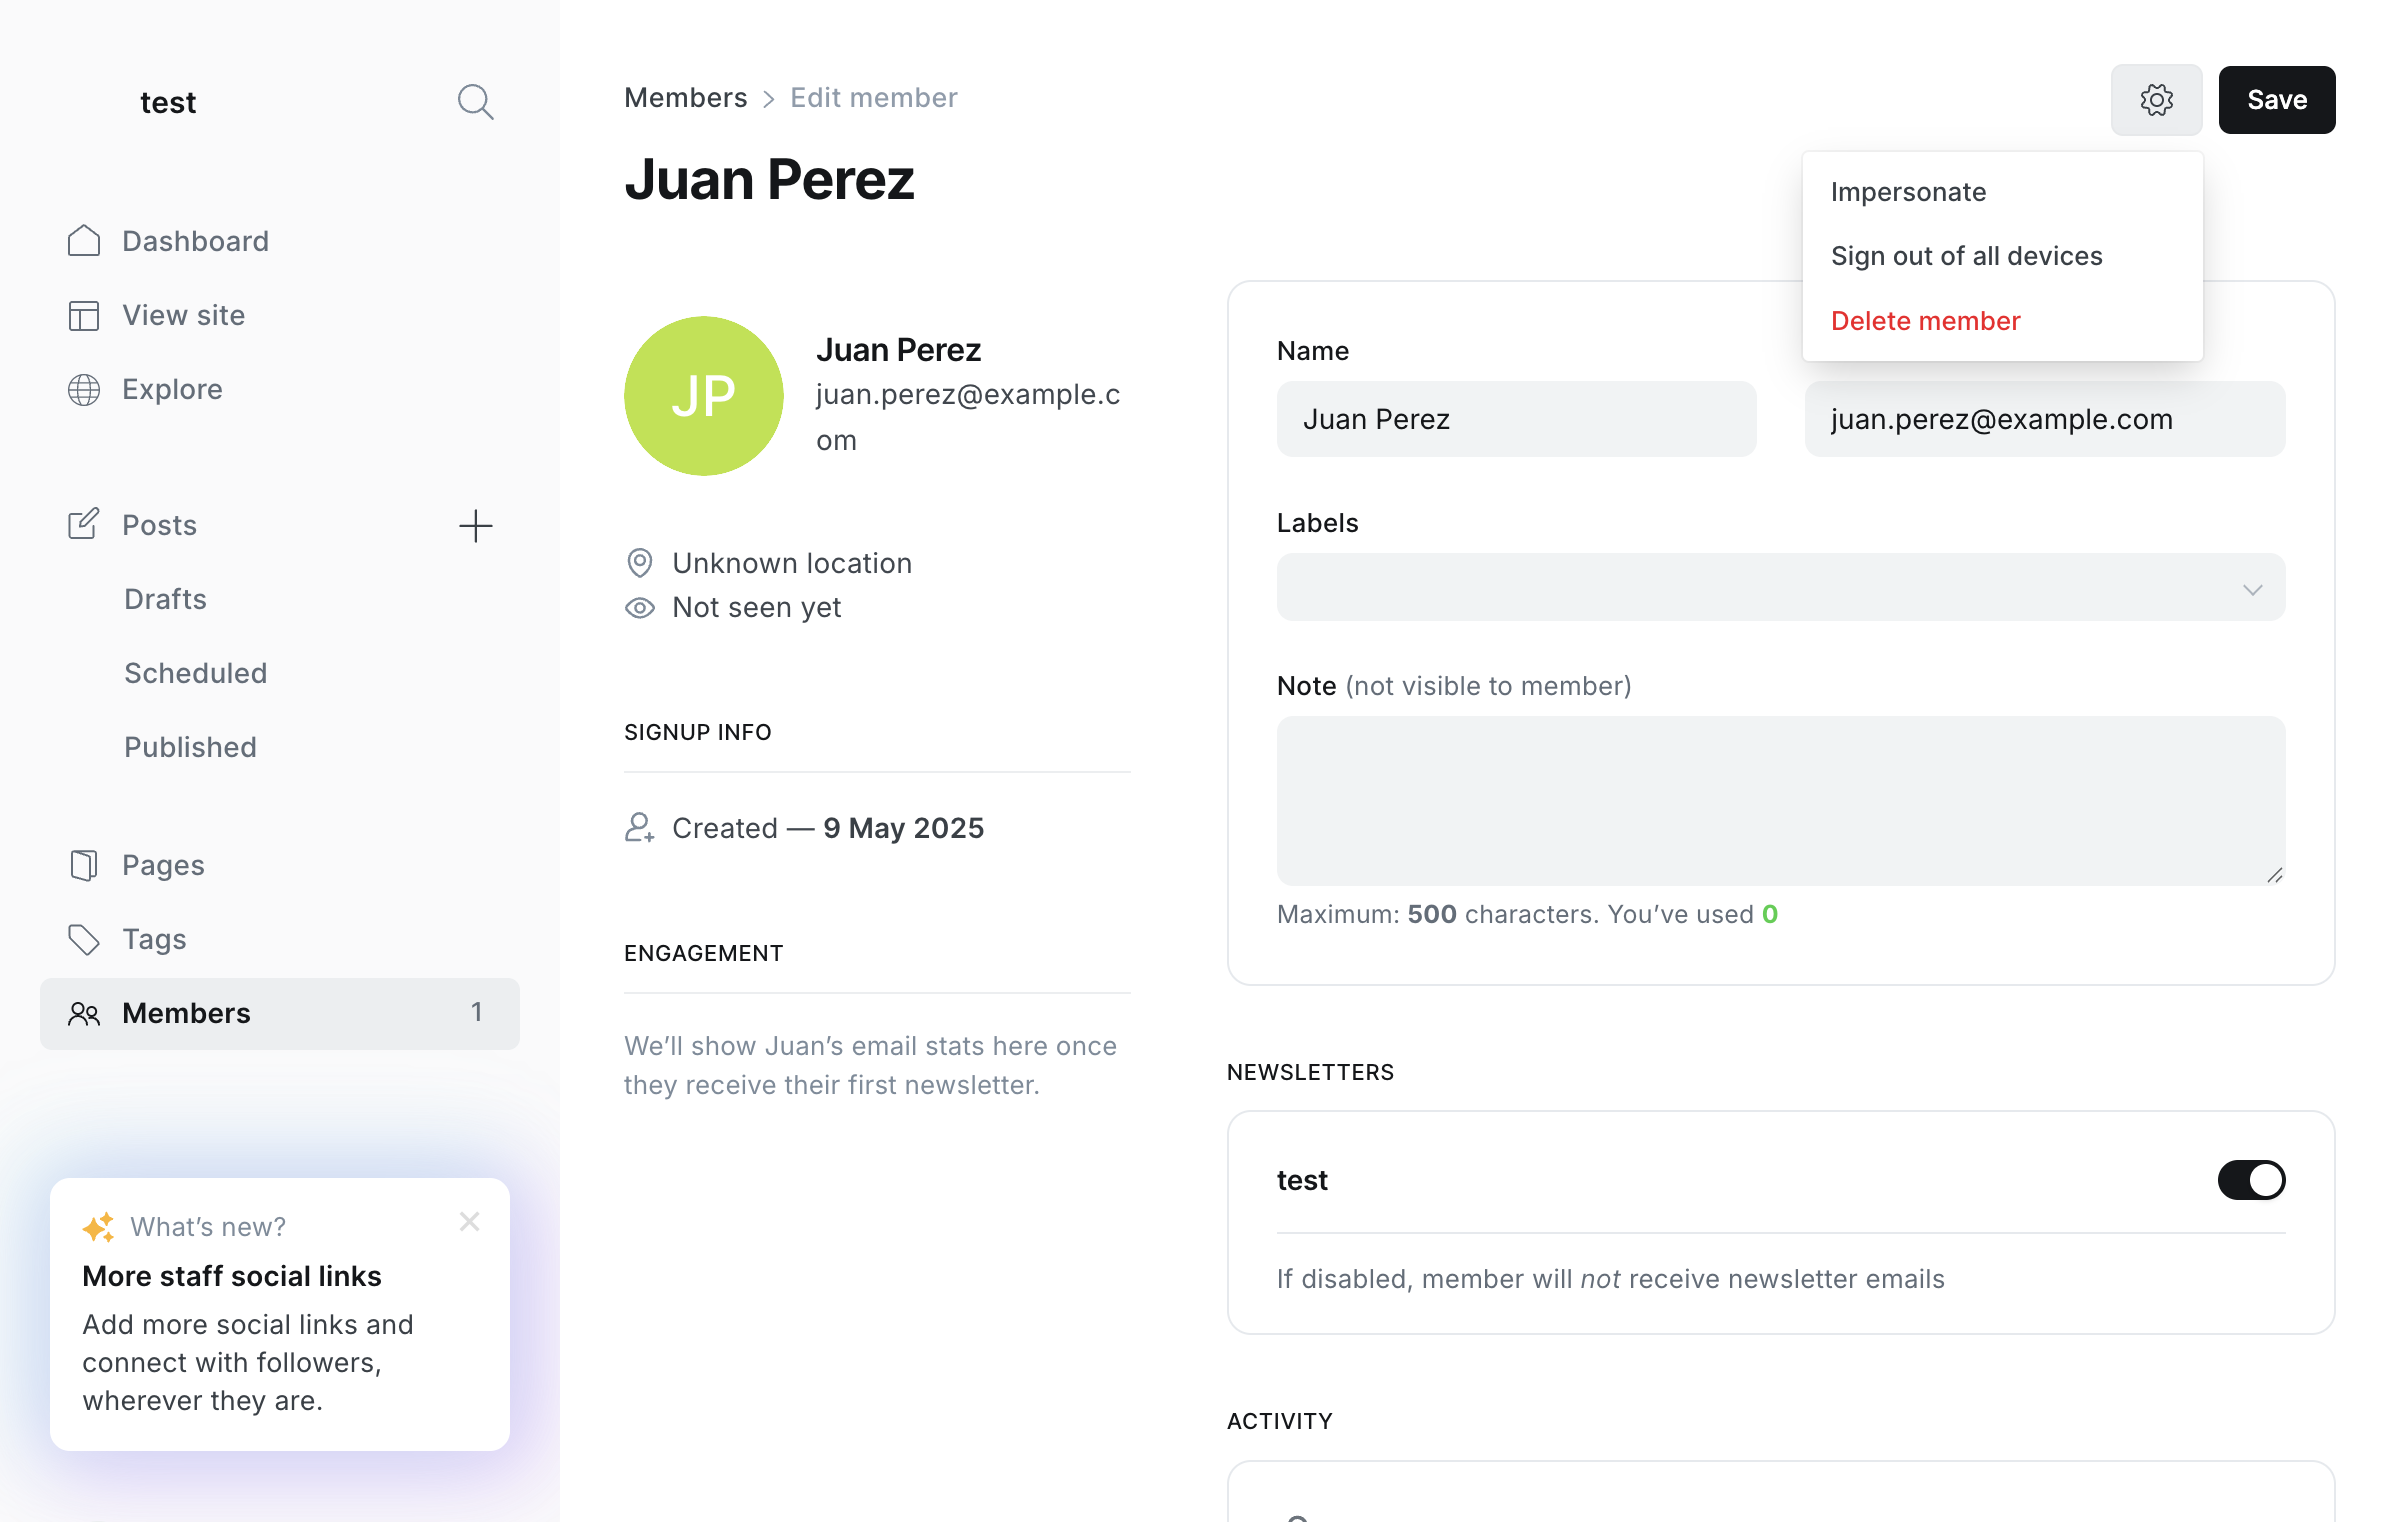 test
Dashboard
View site
Explore
Posts
Drafts
Scheduled
Published
Pages
Tags
Members 1
What’s new?
More staff social links
Add more social links and
connect with followers,
wherever they are.
Members > Edit member
Juan Perez
Save
Impersonate
Sign out of all devices
Delete member
JP
Juan Perez
juan.perez@example.c
om
Unknown location
Not seen yet
SIGNUP INFO
Created — 9 May 2025
ENGAGEMENT
We’ll show Juan’s email stats here once
they receive their first newsletter.
Name
Juan Perez
juan.perez@example.com
Labels
Note (not visible to member)
Maximum: 500 characters. You’ve used 0
NEWSLETTERS
test
If disabled, member will not receive newsletter emails
ACTIVITY